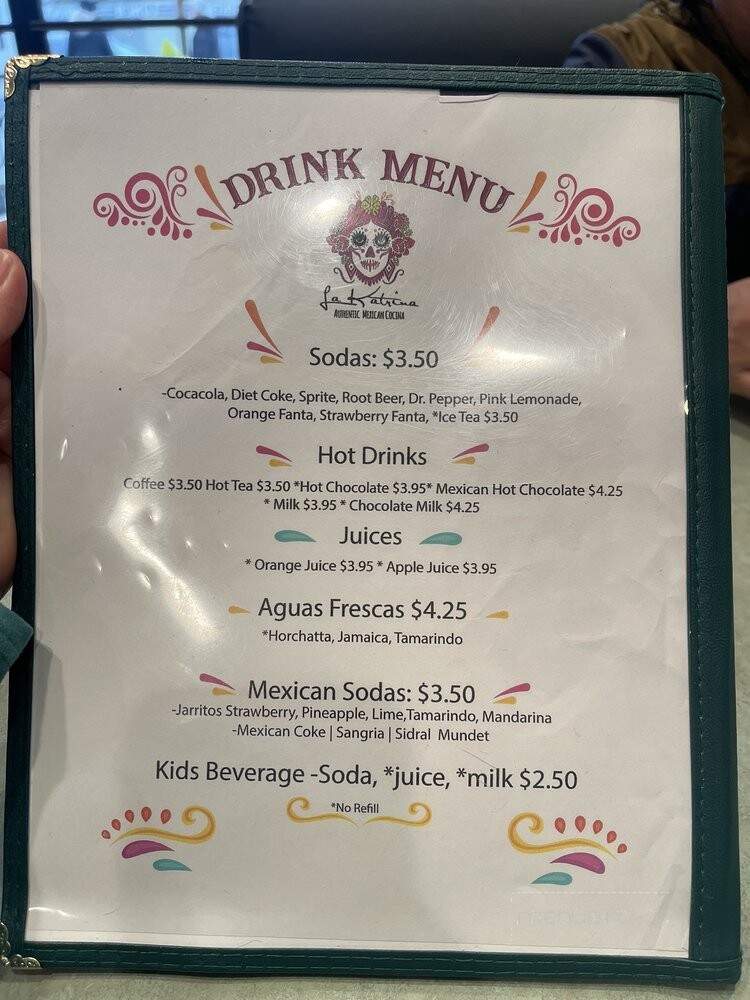 DRINK MENU
La Katrina
AUTHENTIC MEXICAN COCINA
Sodas: $3.50
-Cocacola, Diet Coke, Sprite, Root Beer, Dr. Pepper, Pink Lemonade,
Orange Fanta, Strawberry Fanta, *Ice Tea $3.50
Hot Drinks
Coffee $3.50 Hot Tea $3.50 *Hot Chocolate $3.95* Mexican Hot Chocolate $4.25
* Milk $3.95 * Chocolate Milk $4.25
Juices
* Orange Juice $3.95 * Apple Juice $3.95
Aguas Frescas $4.25
*Horchatta, Jamaica, Tamarindo
Mexican Sodas: $3.50
-Jarritos Strawberry, Pineapple, Lime,Tamarindo, Mandarina
-Mexican Coke | Sangria | Sidral Mundet
Kids Beverage -Soda, *juice, *milk $2.50
*No Refill